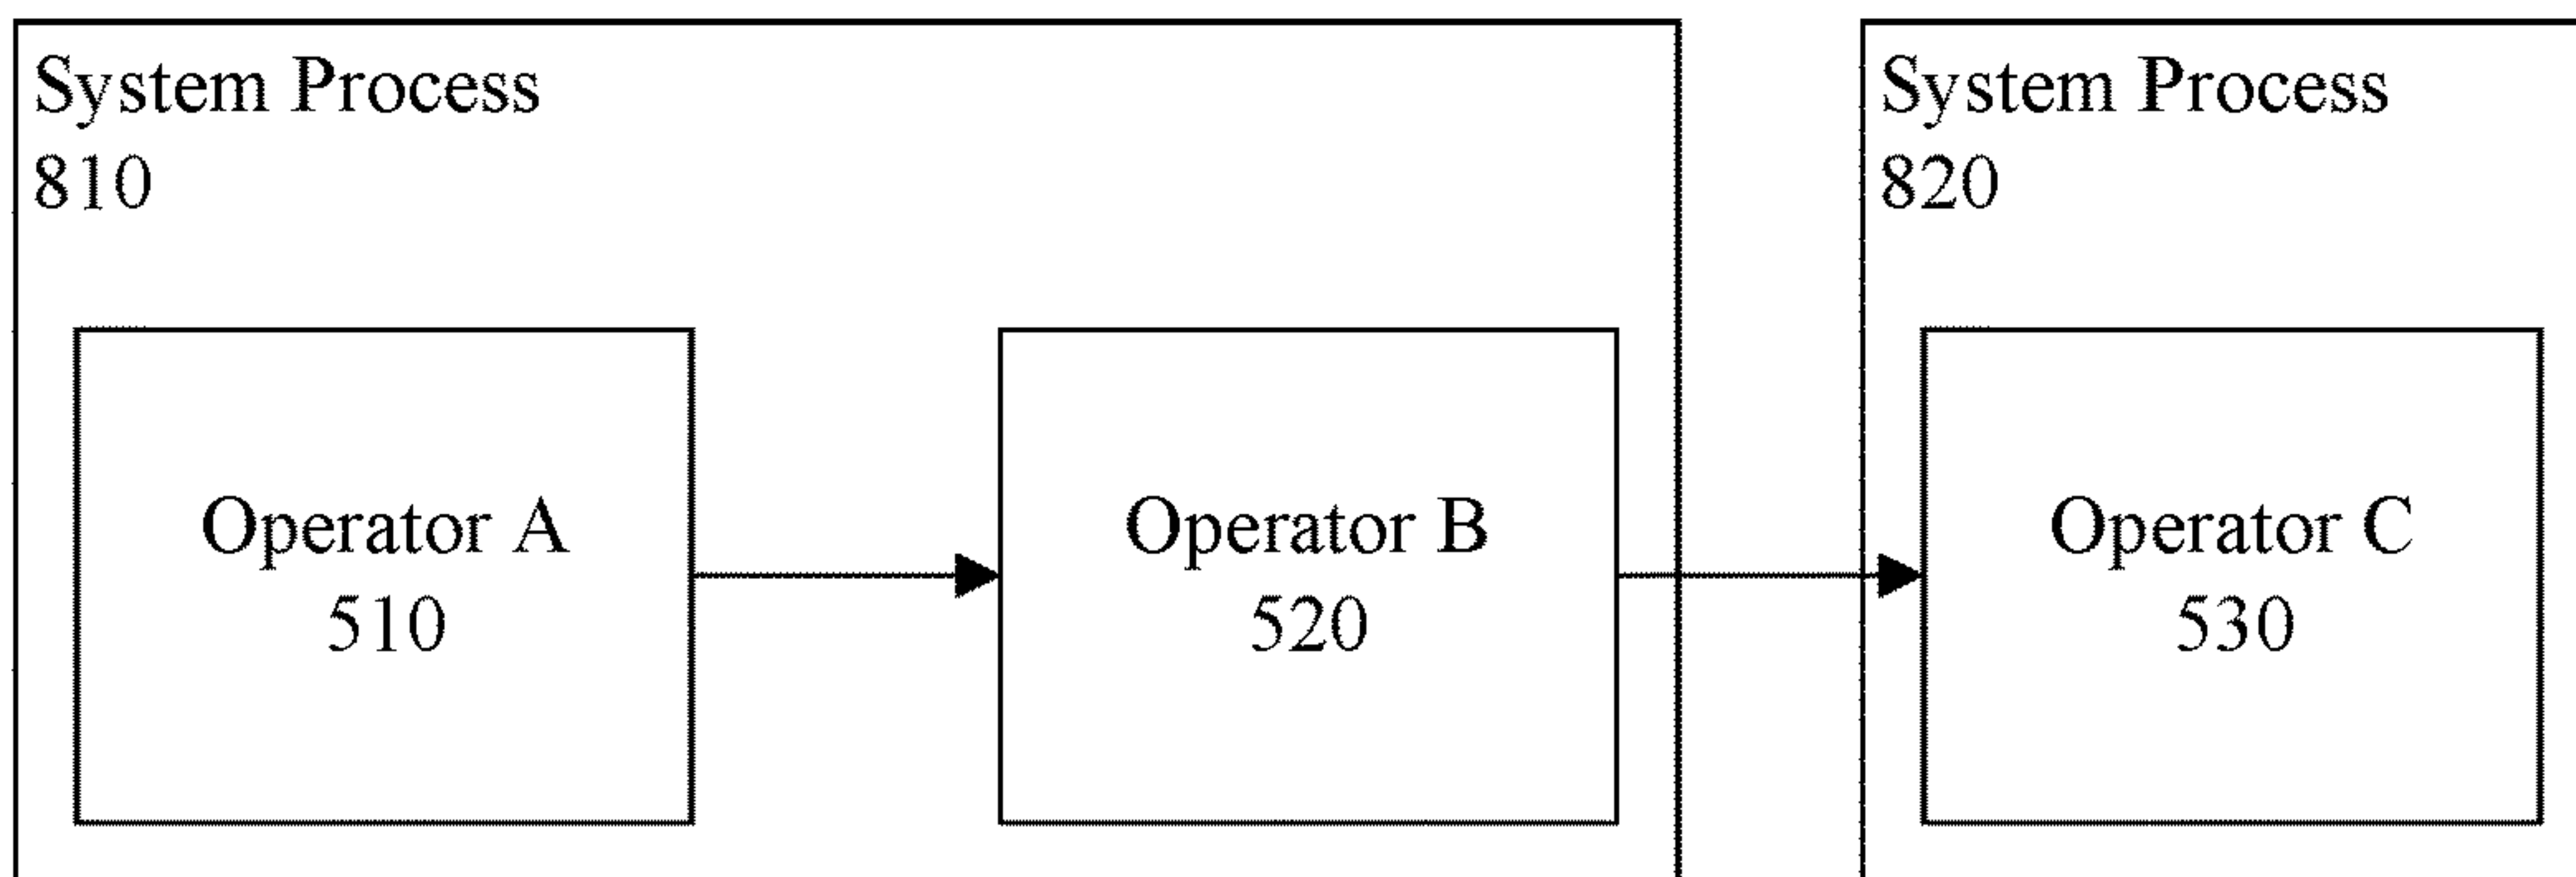 System Process
810
System Process
820
Operator A
510
Operator B
520
Operator C
530